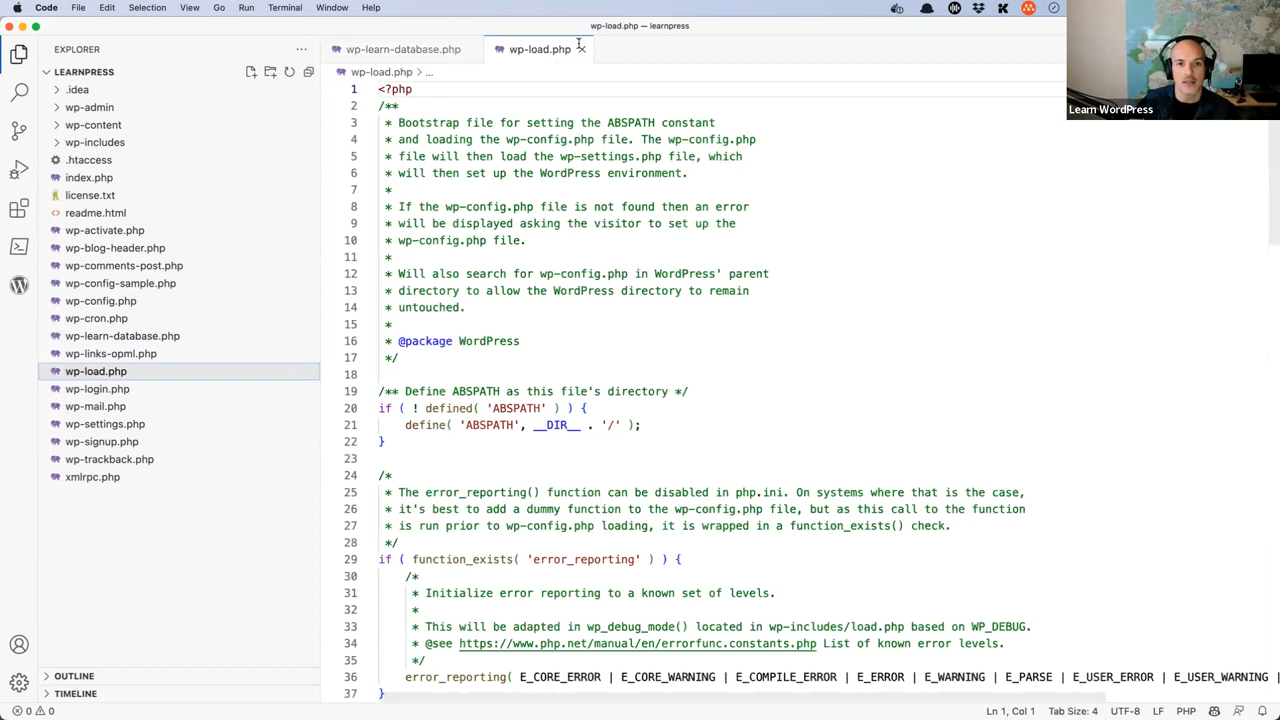 Code File Edit Selection View Go Run Terminal Window Help
wp-load.php — learnpress
Learn WordPress
EXPLORER
LEARNPRESS
.idea
wp-admin
wp-content
wp-includes
.htaccess
index.php
license.txt
readme.html
wp-activate.php
wp-blog-header.php
wp-comments-post.php
wp-config-sample.php
wp-config.php
wp-cron.php
wp-learn-database.php
wp-links-opml.php
wp-load.php
wp-login.php
wp-mail.php
wp-settings.php
wp-signup.php
wp-trackback.php
xmlrpc.php
OUTLINE
TIMELINE
wp-learn-database.php wp-load.php
wp-load.php > ...
1 <?php
2 /**
3 * Bootstrap file for setting the ABSPATH constant
4 * and loading the wp-config.php file. The wp-config.php
5 * file will then load the wp-settings.php file, which
6 * will then set up the WordPress environment.
7 *
8 * If the wp-config.php file is not found then an error
9 * will be displayed asking the visitor to set up the
10 * wp-config.php file.
11 *
12 * Will also search for wp-config.php in WordPress' parent
13 * directory to allow the WordPress directory to remain
14 * untouched.
15 *
16 * @package WordPress
17 */
18
19 /** Define ABSPATH as this file's directory */
20 if ( ! defined( 'ABSPATH' ) ) {
21 define( 'ABSPATH', __DIR__ . '/' );
22 }
23
24 /*
25 * The error_reporting() function can be disabled in php.ini. On systems where that is the case,
26 * it's best to add a dummy function to the wp-config.php file, but as this call to the function
27 * is run prior to wp-config.php loading, it is wrapped in a function_exists() check.
28 */
29 if ( function_exists( 'error_reporting' ) ) {
30 /*
31 * Initialize error reporting to a known set of levels.
32 *
33 * This will be adapted in wp_debug_mode() located in wp-includes/load.php based on WP_DEBUG.
34 * @see https://www.php.net/manual/en/errorfunc.constants.php List of known error levels.
35 */
36 error_reporting( E_CORE_ERROR | E_CORE_WARNING | E_COMPILE_ERROR | E_ERROR | E_WARNING | E_PARSE | E_USER_ERROR | E_USER_WARNING |
37 }
0 0 Ln 1, Col 1 Tab Size: 4 UTF-8 LF PHP